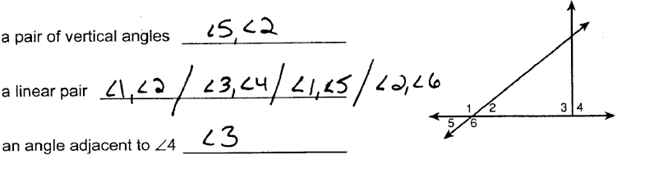 a pair of vertical angles ∠5, ∠2
a linear pair ∠1, ∠2 / ∠3, ∠4 / ∠1, ∠5 / ∠2, ∠6
1 2 3 4
5 6
an angle adjacent to ∠4 ∠3